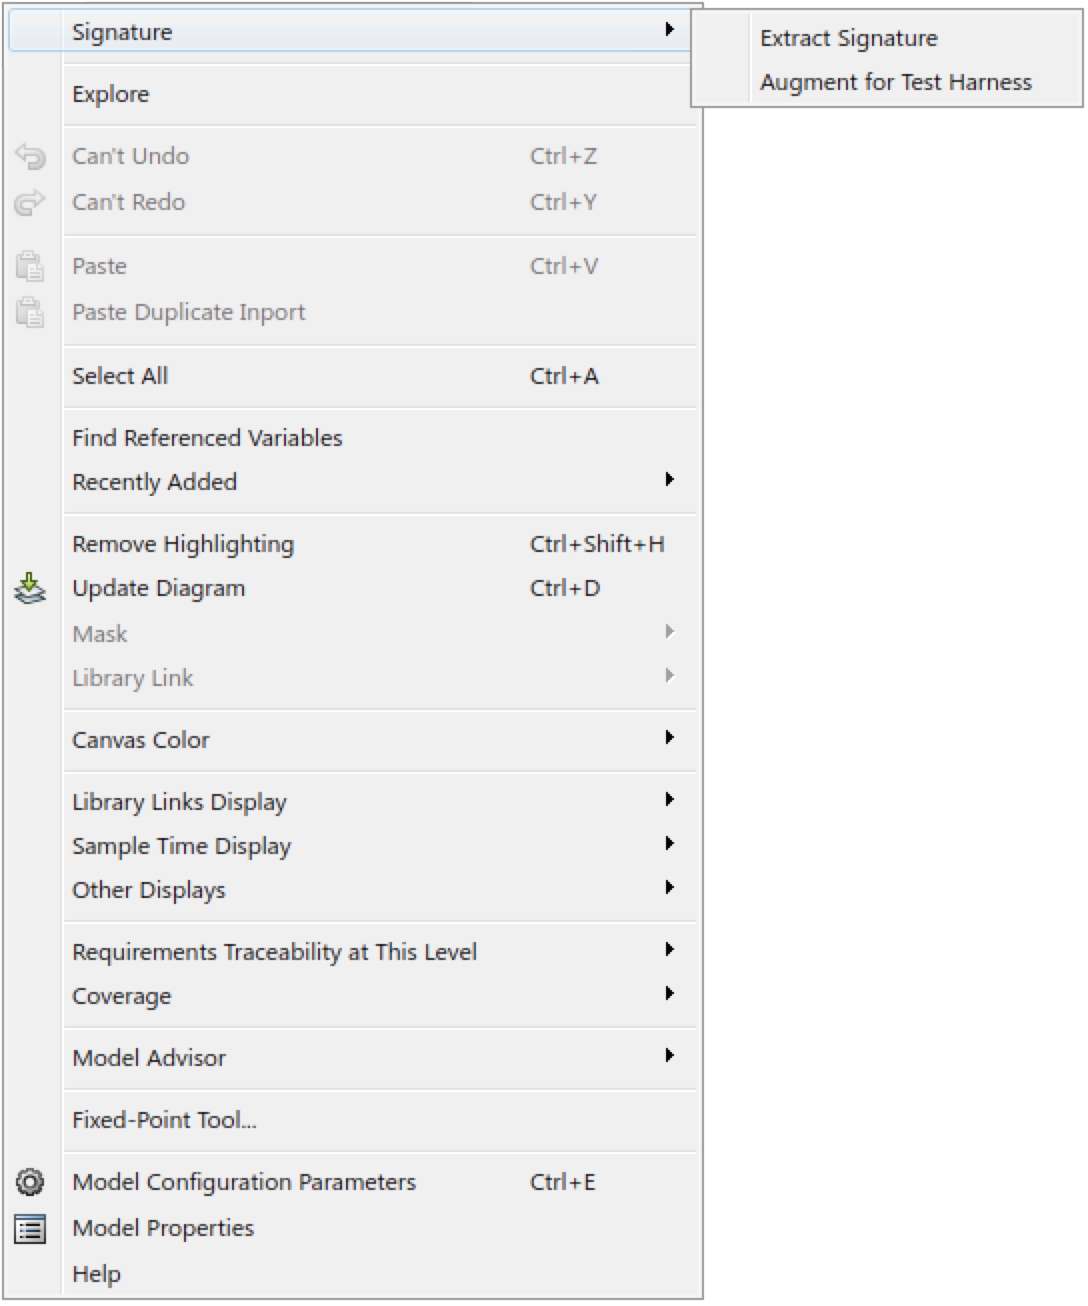 Signature
Extract Signature
Augment for Test Harness
Explore
Can't Undo Ctrl+Z
Can't Redo Ctrl+Y
Paste Ctrl+V
Paste Duplicate Inport
Select All Ctrl+A
Find Referenced Variables
Recently Added
Remove Highlighting Ctrl+Shift+H
Update Diagram Ctrl+D
Mask
Library Link
Canvas Color
Library Links Display
Sample Time Display
Other Displays
Requirements Traceability at This Level
Coverage
Model Advisor
Fixed-Point Tool...
Model Configuration Parameters Ctrl+E
Model Properties
Help